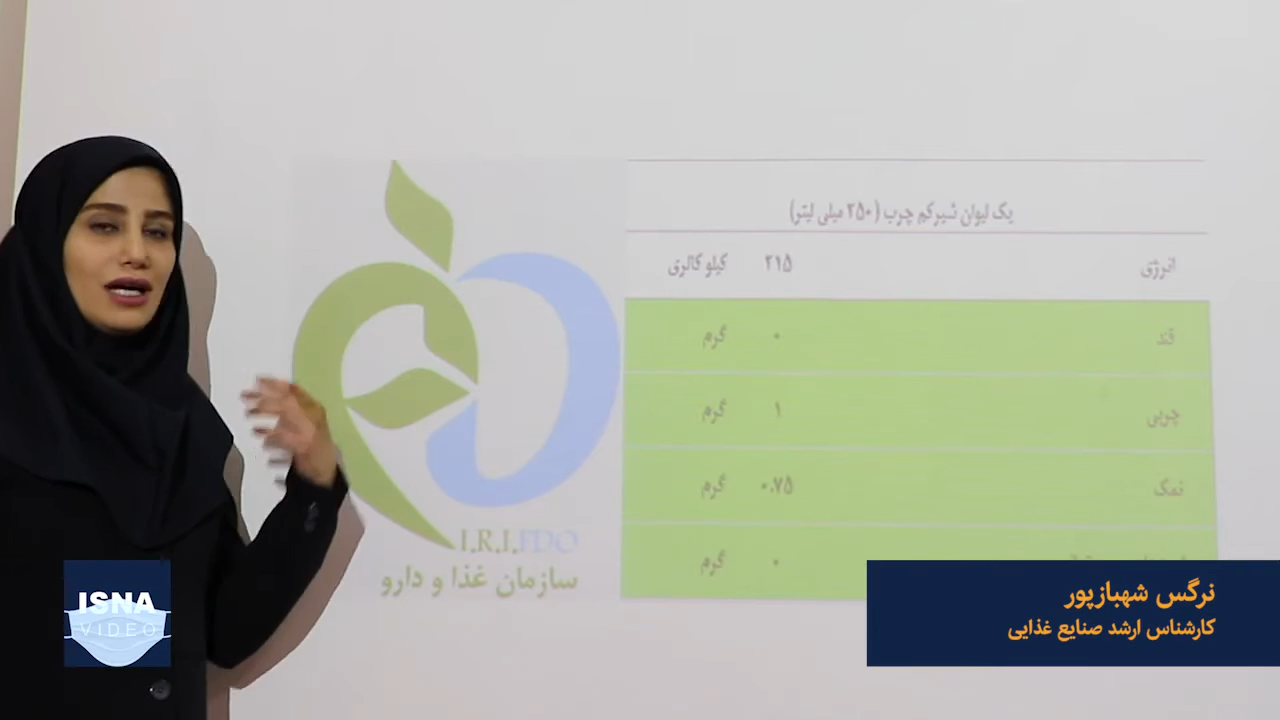 یک لیوان شیر کم چرب (۲۵۰ میلی لیتر)
انرژی ۲۱۵ کیلو کالری
قند ۰ گرم
چربی ۱ گرم
نمک ۰.۷۵ گرم
۰ گرم
I.R.I.FDO
سازمان غذا و دارو
نرگس شهبازپور
کارشناس ارشد صنایع غذایی
ISNA
VIDEO